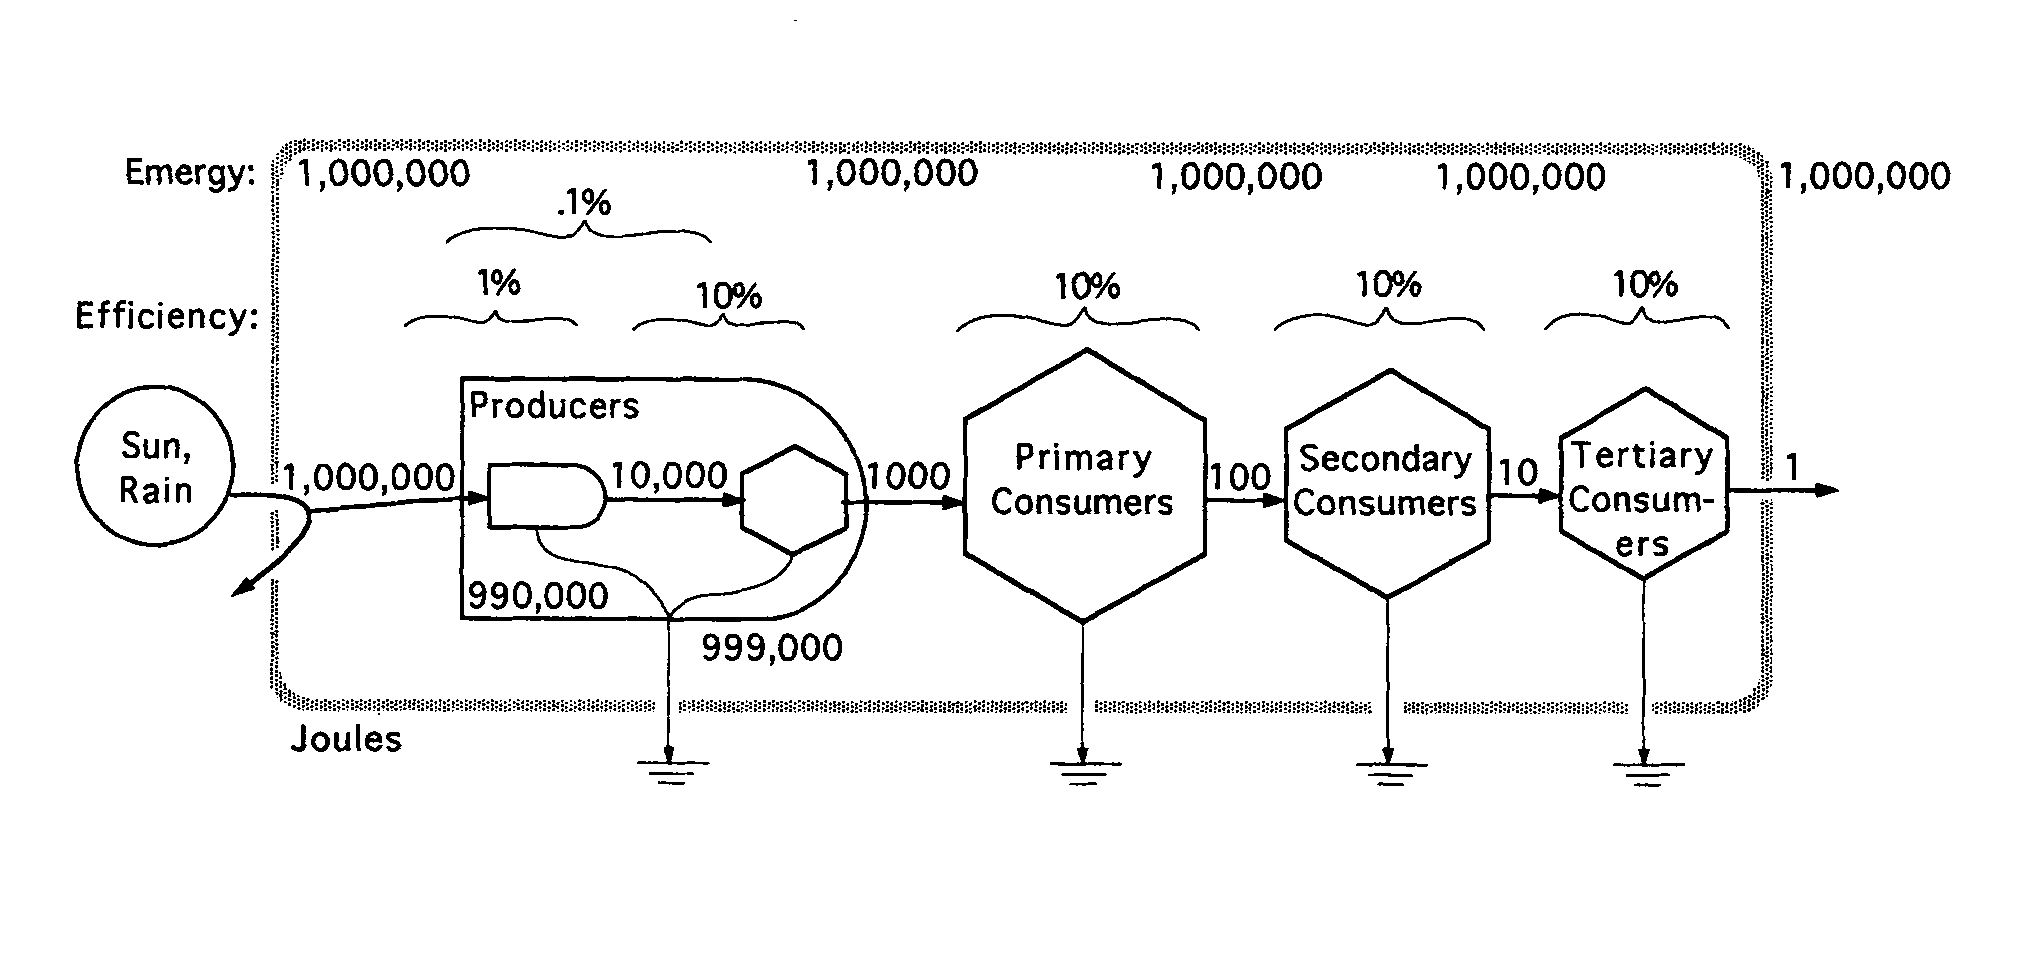 Emergy: 1,000,000 1,000,000 1,000,000 1,000,000 1,000,000
.1%
1% 10% 10% 10% 10%
Efficiency:
Producers
Sun,
Rain
1,000,000 10,000 1000 100 10 1
Primary
Consumers
Secondary
Consumers
Tertiary
Consum-
ers
990,000
999,000
Joules